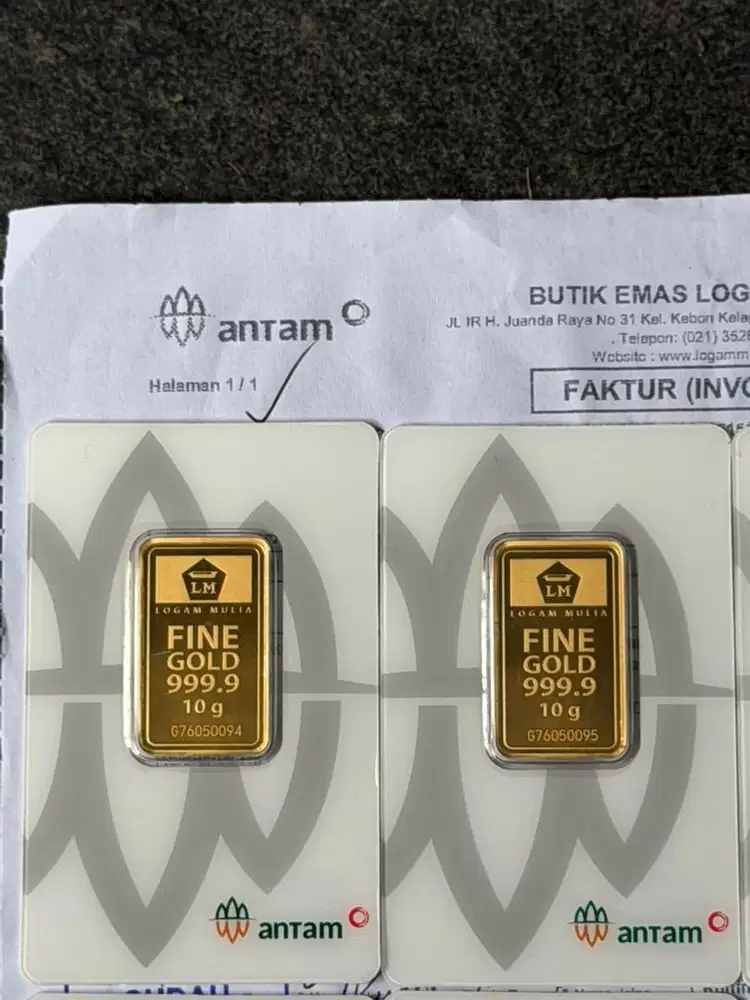 antam
BUTIK EMAS LOG
JL IR H. Juanda Raya No 31 Kel. Kebon Kela
. Telepon: (021) 352
Website : www.logamm
Halaman 1 / 1
FAKTUR (INVO
LM
LOGAM MULIA
FINE
GOLD
999.9
10 g
G76050094
LM
LOGAM MULIA
FINE
GOLD
999.9
10 g
G76050095
antam
antam